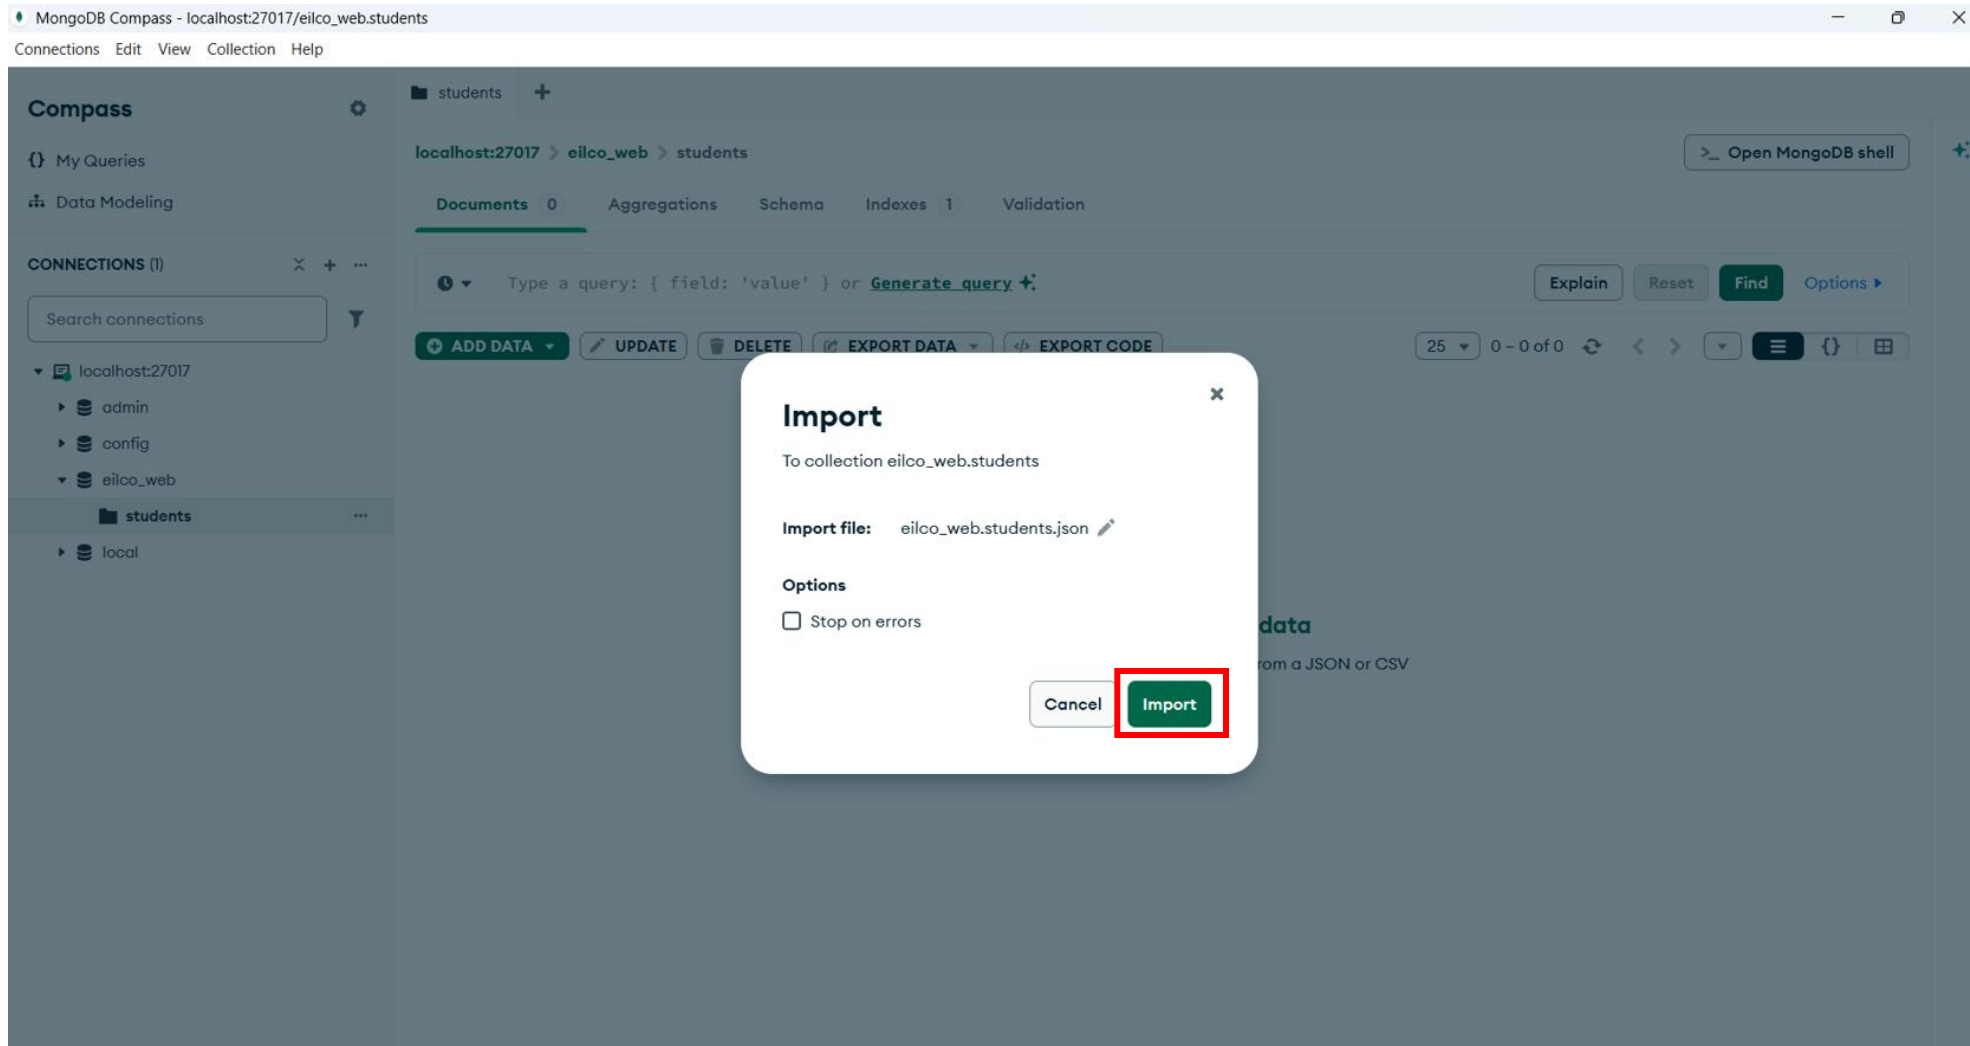 MongoDB Compass - localhost:27017/eilco_web.students
Connections Edit View Collection Help
Compass
My Queries
Data Modeling
CONNECTIONS (1)
Search connections
localhost:27017
admin
config
eilco_web
students
local
students
localhost:27017 > eilco_web > students
>_ Open MongoDB shell
Documents 0 Aggregations Schema Indexes 1 Validation
Type a query: { field: 'value' } or Generate query
Explain Reset Find Options
ADD DATA UPDATE DELETE EXPORT DATA </> EXPORT CODE
25 0 – 0 of 0 {}
Import
To collection eilco_web.students
Import file: eilco_web.students.json
Options
Stop on errors
data
rom a JSON or CSV
Cancel Import